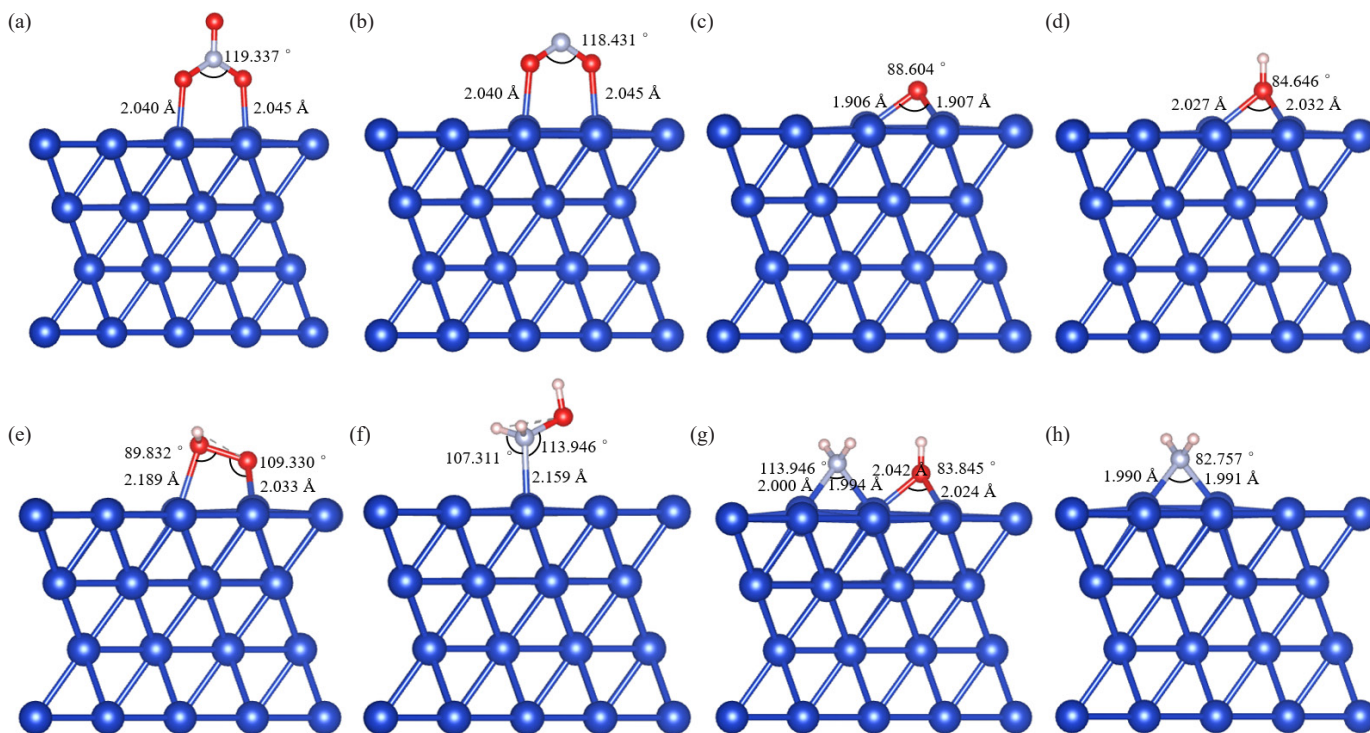 (a)
119.337 °
2.040 Å
2.045 Å
(b)
118.431 °
2.040 Å
2.045 Å
(c)
88.604 °
1.906 Å
1.907 Å
(d)
84.646 °
2.027 Å
2.032 Å
(e)
89.832 °
109.330 °
2.189 Å
2.033 Å
(f)
107.311 °
113.946 °
2.159 Å
(g)
113.946 °
2.042 Å
83.845 °
2.000 Å
1.994 Å
2.024 Å
(h)
82.757 °
1.990 Å
1.991 Å